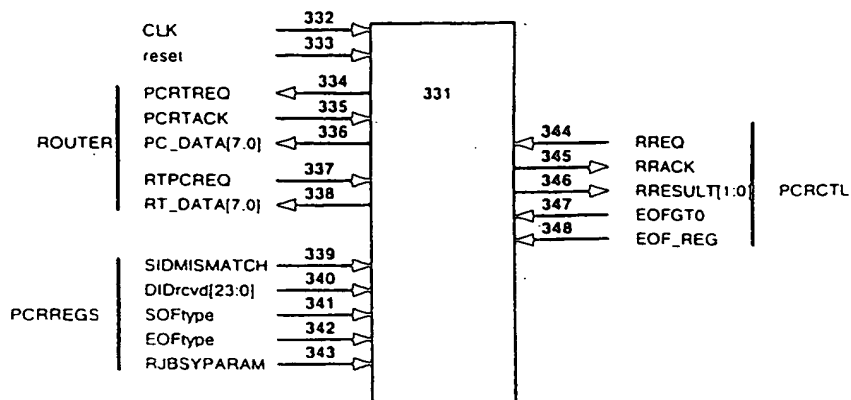 CLK 332
reset 333
PCRTREQ 334
PCRTACK 335
ROUTER
PC_DATA[7.0] 336
RTPCREQ 337
RT_DATA[7.0] 338
SIDMISMATCH 339
DIDrcvd[23:0] 340
PCRREGS
SOFtype 341
EOFtype 342
RJBSYPARAM 343
331
344 RREQ
345 RRACK
346 RRESULT[1:0]
PCRCTL
347 EOFGT0
348 EOF_REG